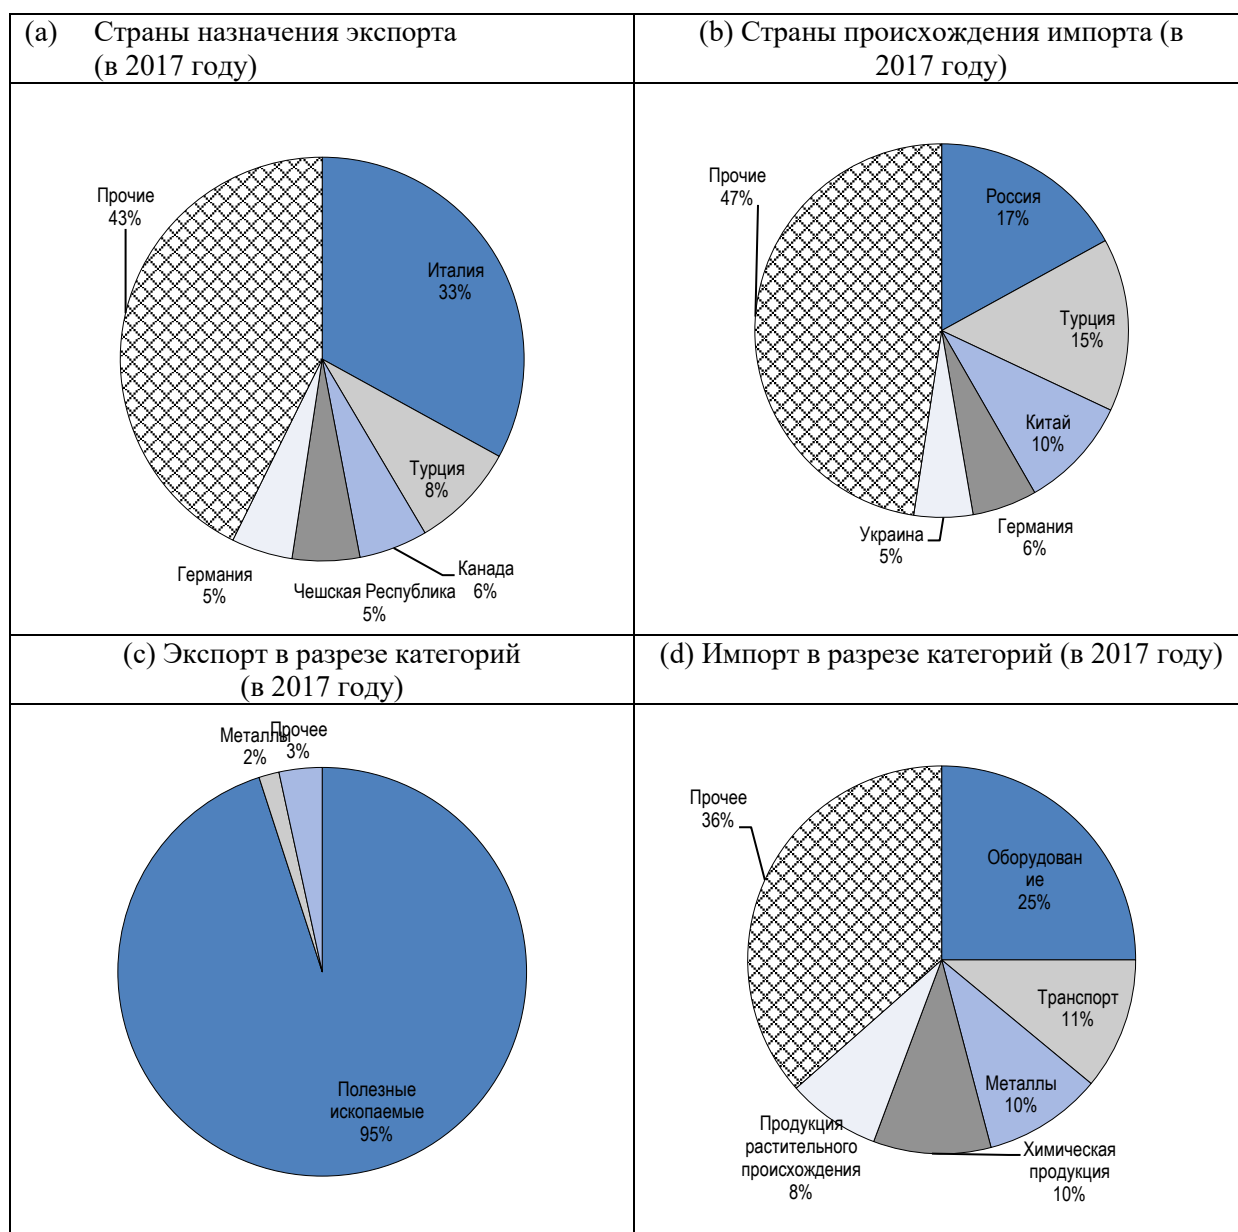 (a) Страны назначения экспорта
(в 2017 году)
(b) Страны происхождения импорта (в
2017 году)
Прочие
43%
Италия
33%
Турция
8%
Канада
6%
Чешская Республика
5%
Германия
5%
Прочие
47%
Россия
17%
Турция
15%
Китай
10%
Германия
6%
Украина
5%
(c) Экспорт в разрезе категорий
(в 2017 году)
(d) Импорт в разрезе категорий (в 2017 году)
Металлы
2%
Прочее
3%
Полезные
ископаемые
95%
Прочее
36%
Оборудован
ие
25%
Транспорт
11%
Металлы
10%
Химическая
продукция
10%
Продукция
растительного
происхождения
8%